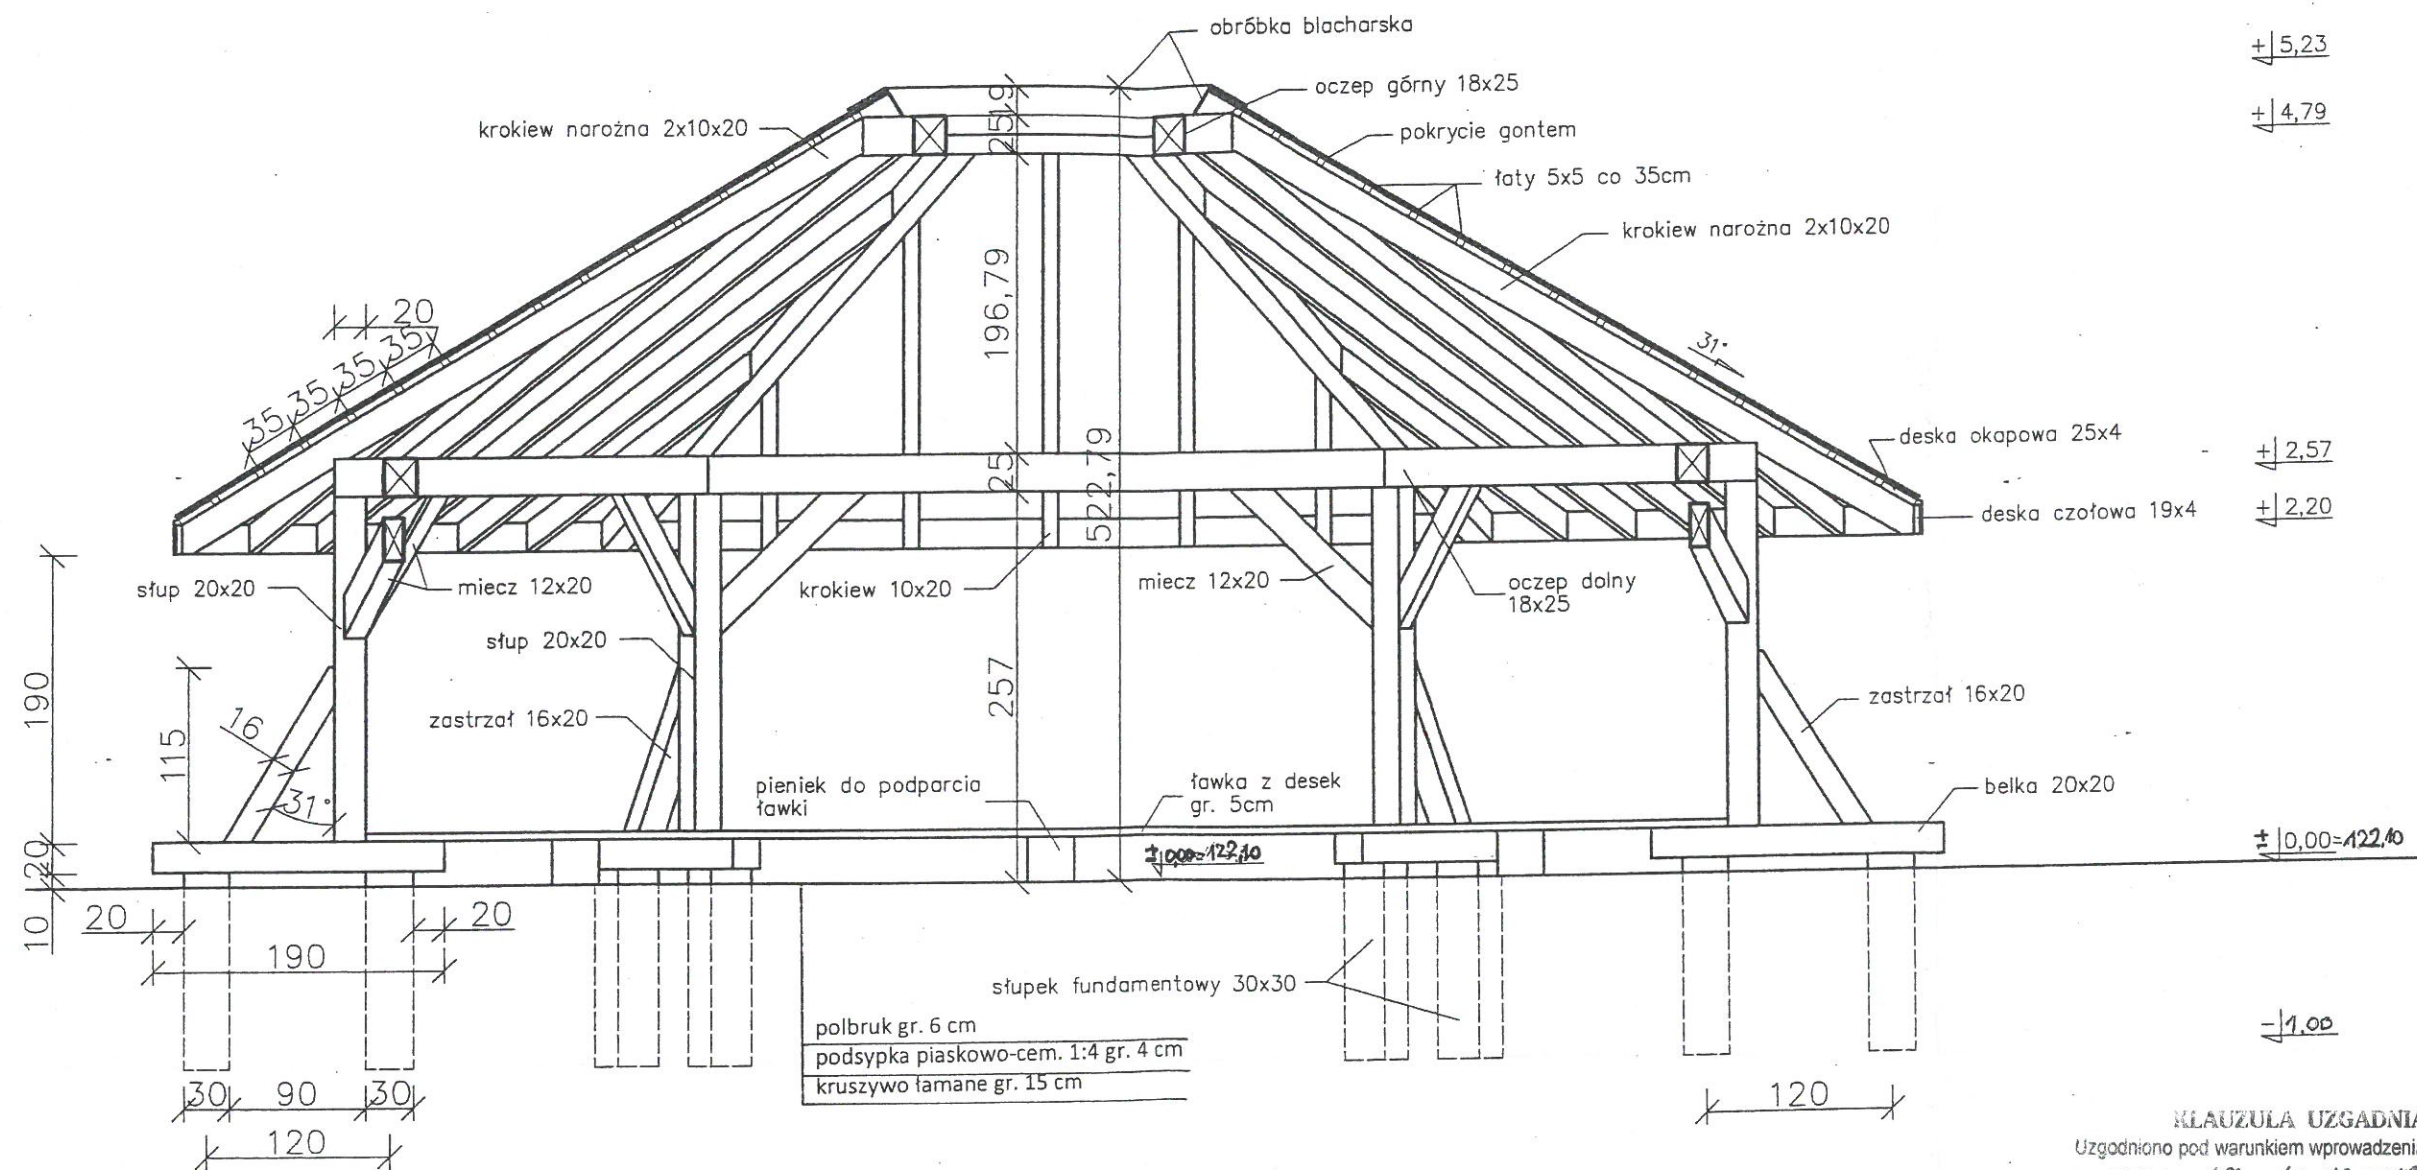 obróbka blacharska
+5,23
oczep górny 18x25
+4,79
19
25
krokiew narożna 2x10x20
pokrycie gontem
łaty 5x5 co 35cm
krokiew narożna 2x10x20
196,79
20
35 35 35 35
31°
deska okapowa 25x4
+2,57
25
522,79
+2,20
deska czołowa 19x4
słup 20x20
miecz 12x20
krokiew 10x20
miecz 12x20
oczep dolny
18x25
słup 20x20
257
190
115
16
31°
zastrzał 16x20
zastrzał 16x20
pieniek do podparcia
ławki
ławka z desek
gr. 5cm
belka 20x20
±0,00=122,10
±0,00=122,10
20
10
20
20
190
słupek fundamentowy 30x30
-1,00
polbruk gr. 6 cm
podsypka piaskowo-cem. 1:4 gr. 4 cm
kruszywo łamane gr. 15 cm
30 90 30
120
120
KLAUZULA UZGADNIA
Uzgodniono pod warunkiem wprowadzeni